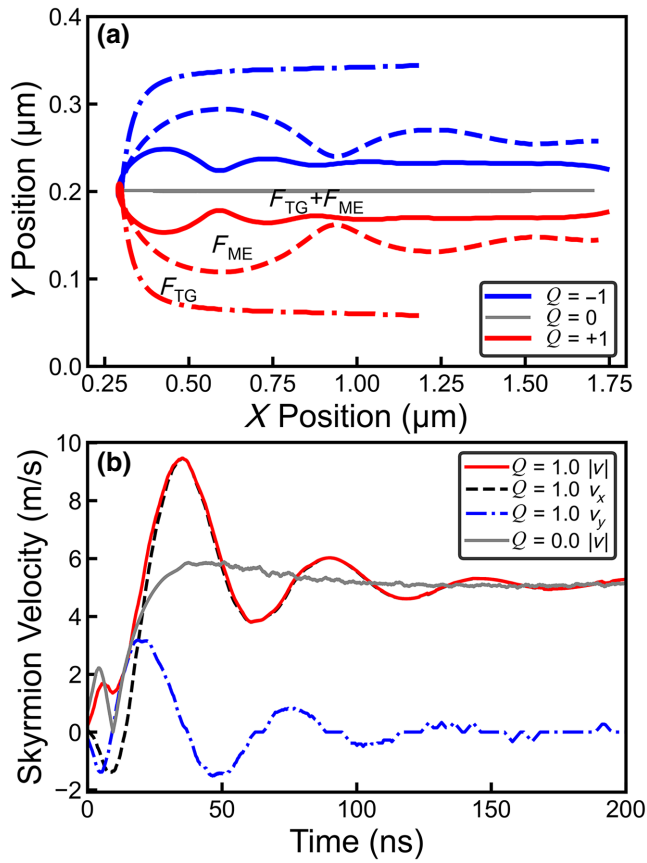 (a)
0.4
0.3
0.2
0.1
0.0
Y Position (μm)
F_TG+F_ME
F_ME
F_TG
Q = −1
Q = 0
Q = +1
0.25 0.50 0.75 1.00 1.25 1.50 1.75
X Position (μm)
(b)
10
8
6
4
2
0
−2
Skyrmion Velocity (m/s)
Q = 1.0 |v|
Q = 1.0 v_x
Q = 1.0 v_y
Q = 0.0 |v|
0 50 100 150 200
Time (ns)